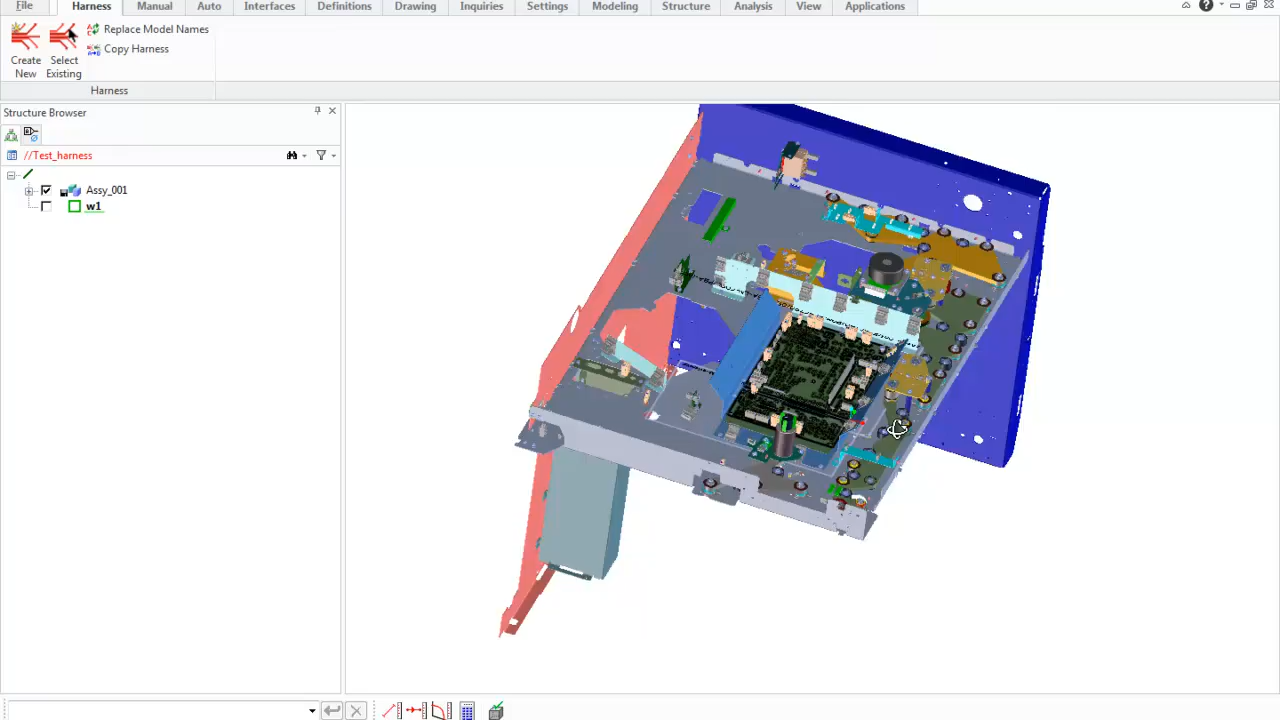 File Harness Manual Auto Interfaces Definitions Drawing Inquiries Settings Modeling Structure Analysis View Applications
Create New
Select Existing
Replace Model Names
Copy Harness
Harness
Structure Browser
//Test_harness
Assy_001
w1